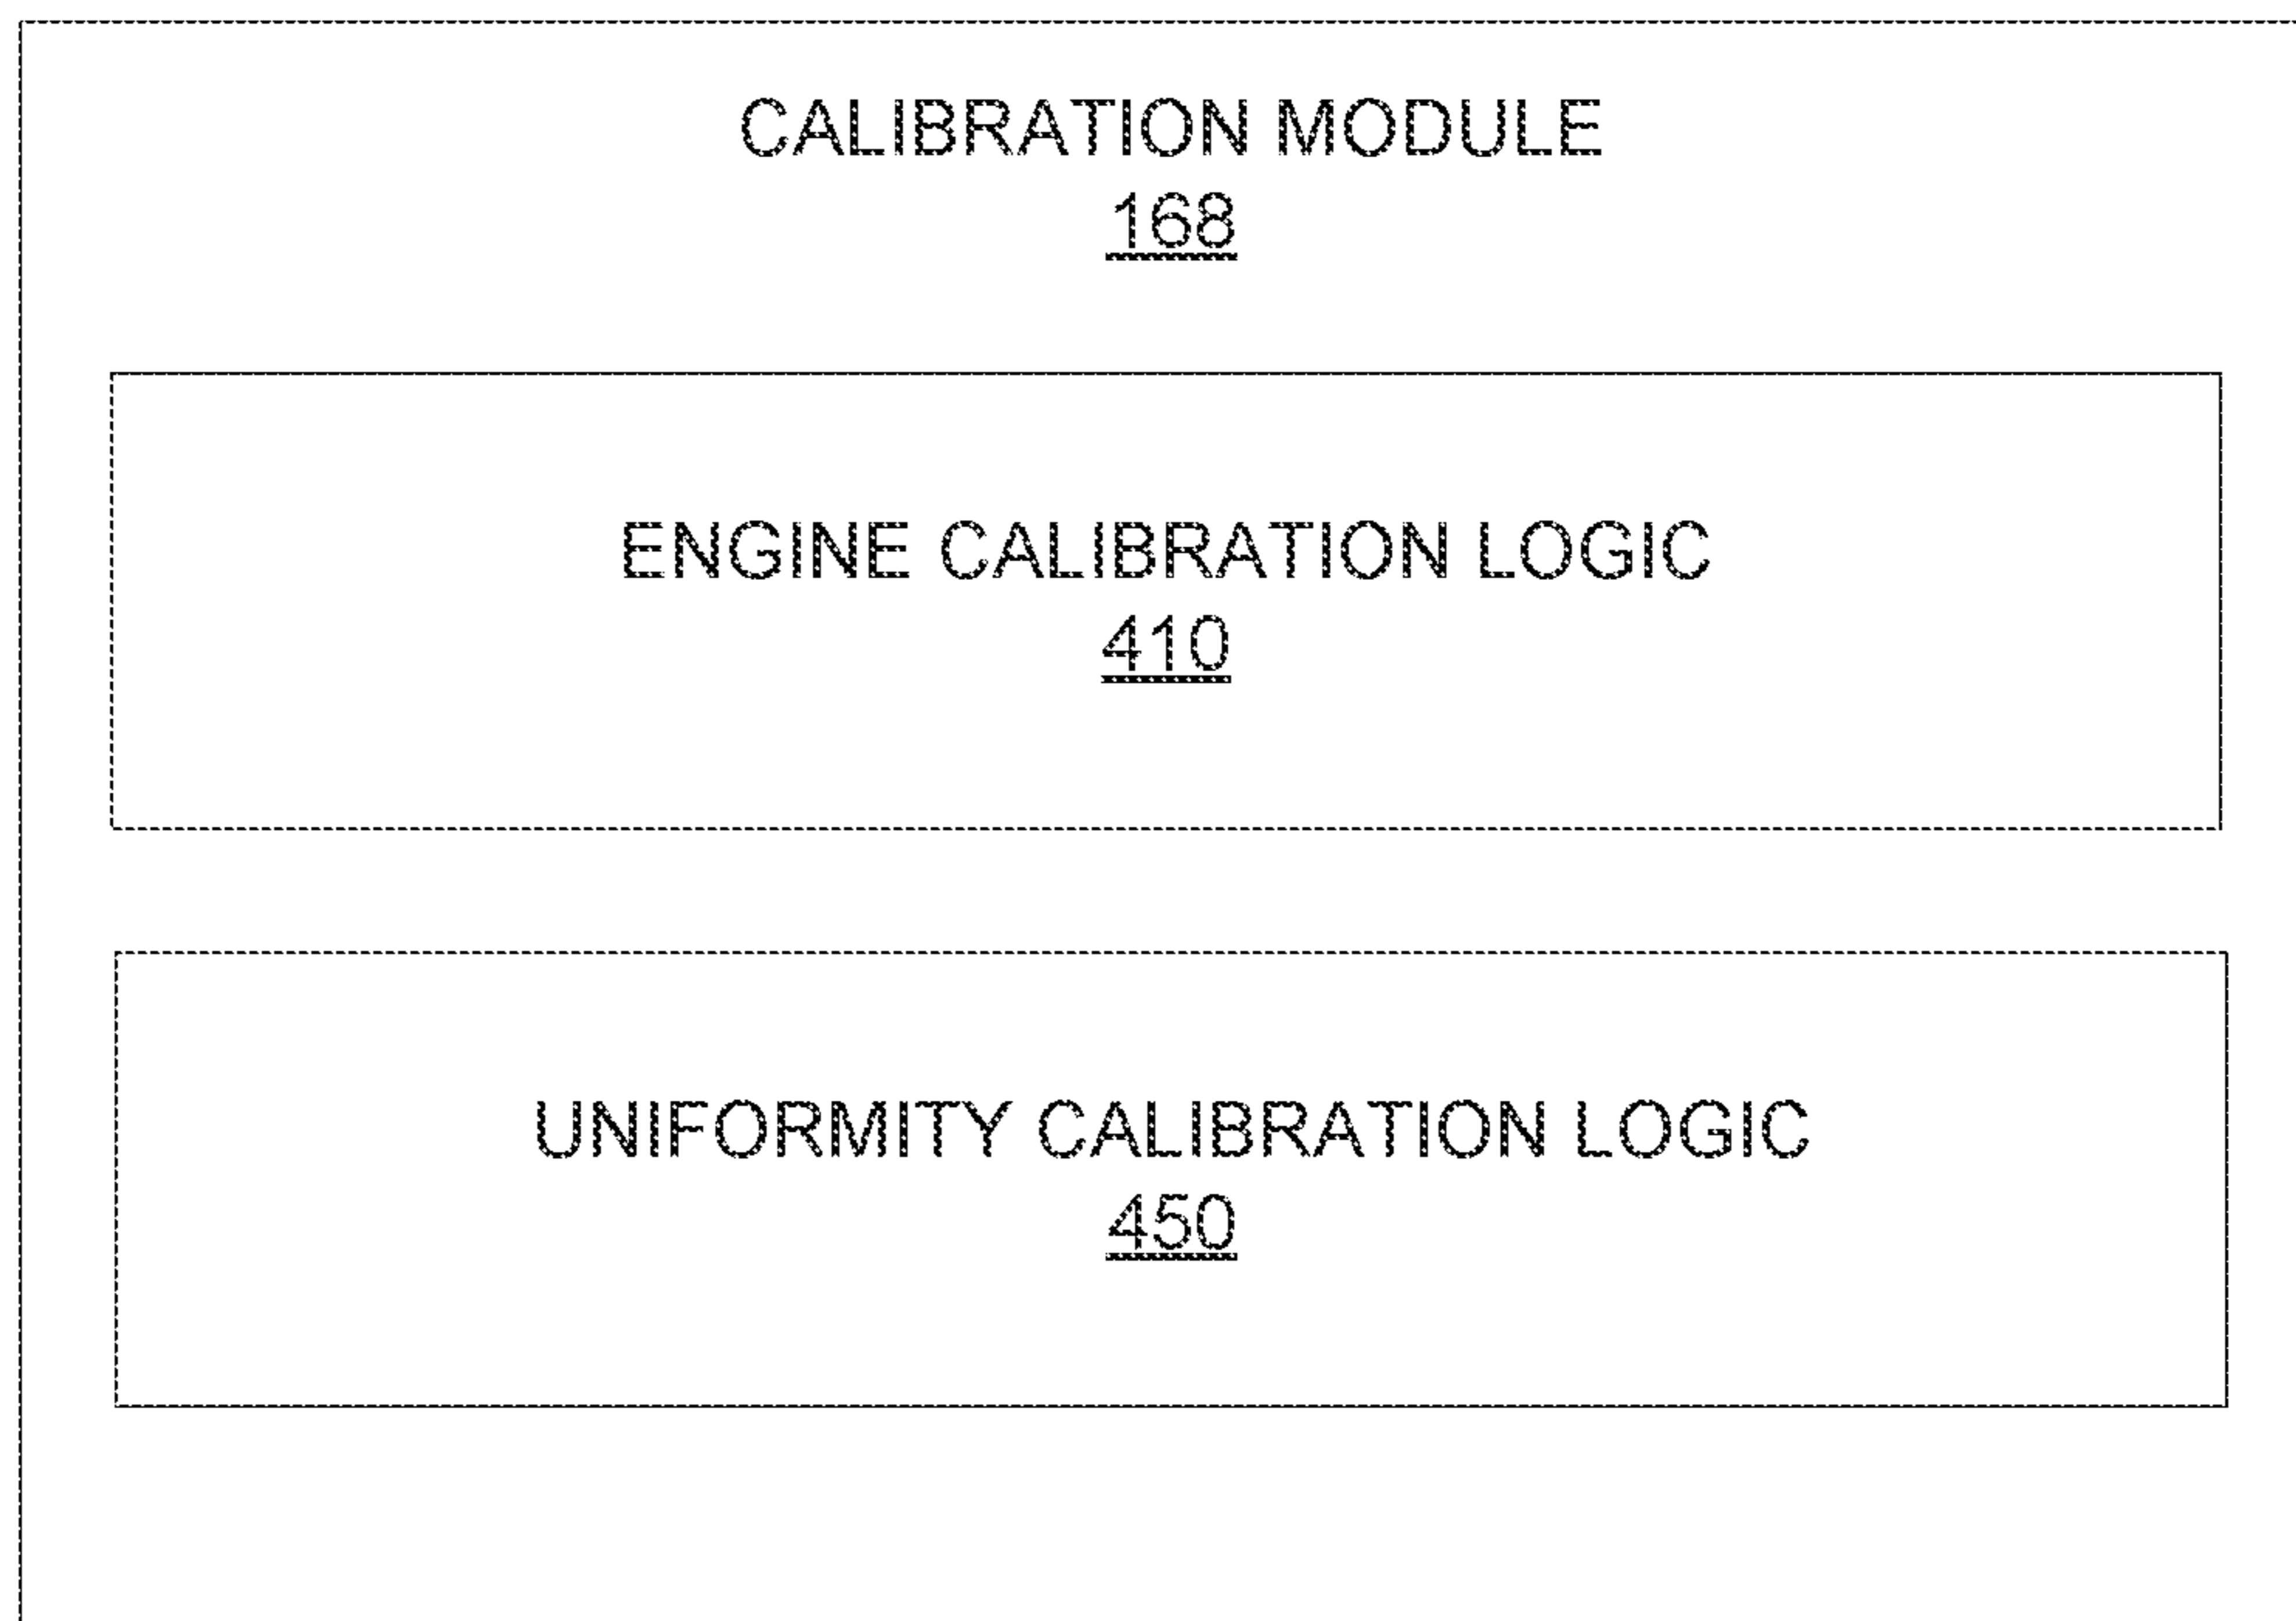 CALIBRATION MODULE
168
ENGINE CALIBRATION LOGIC
410
UNIFORMITY CALIBRATION LOGIC
450